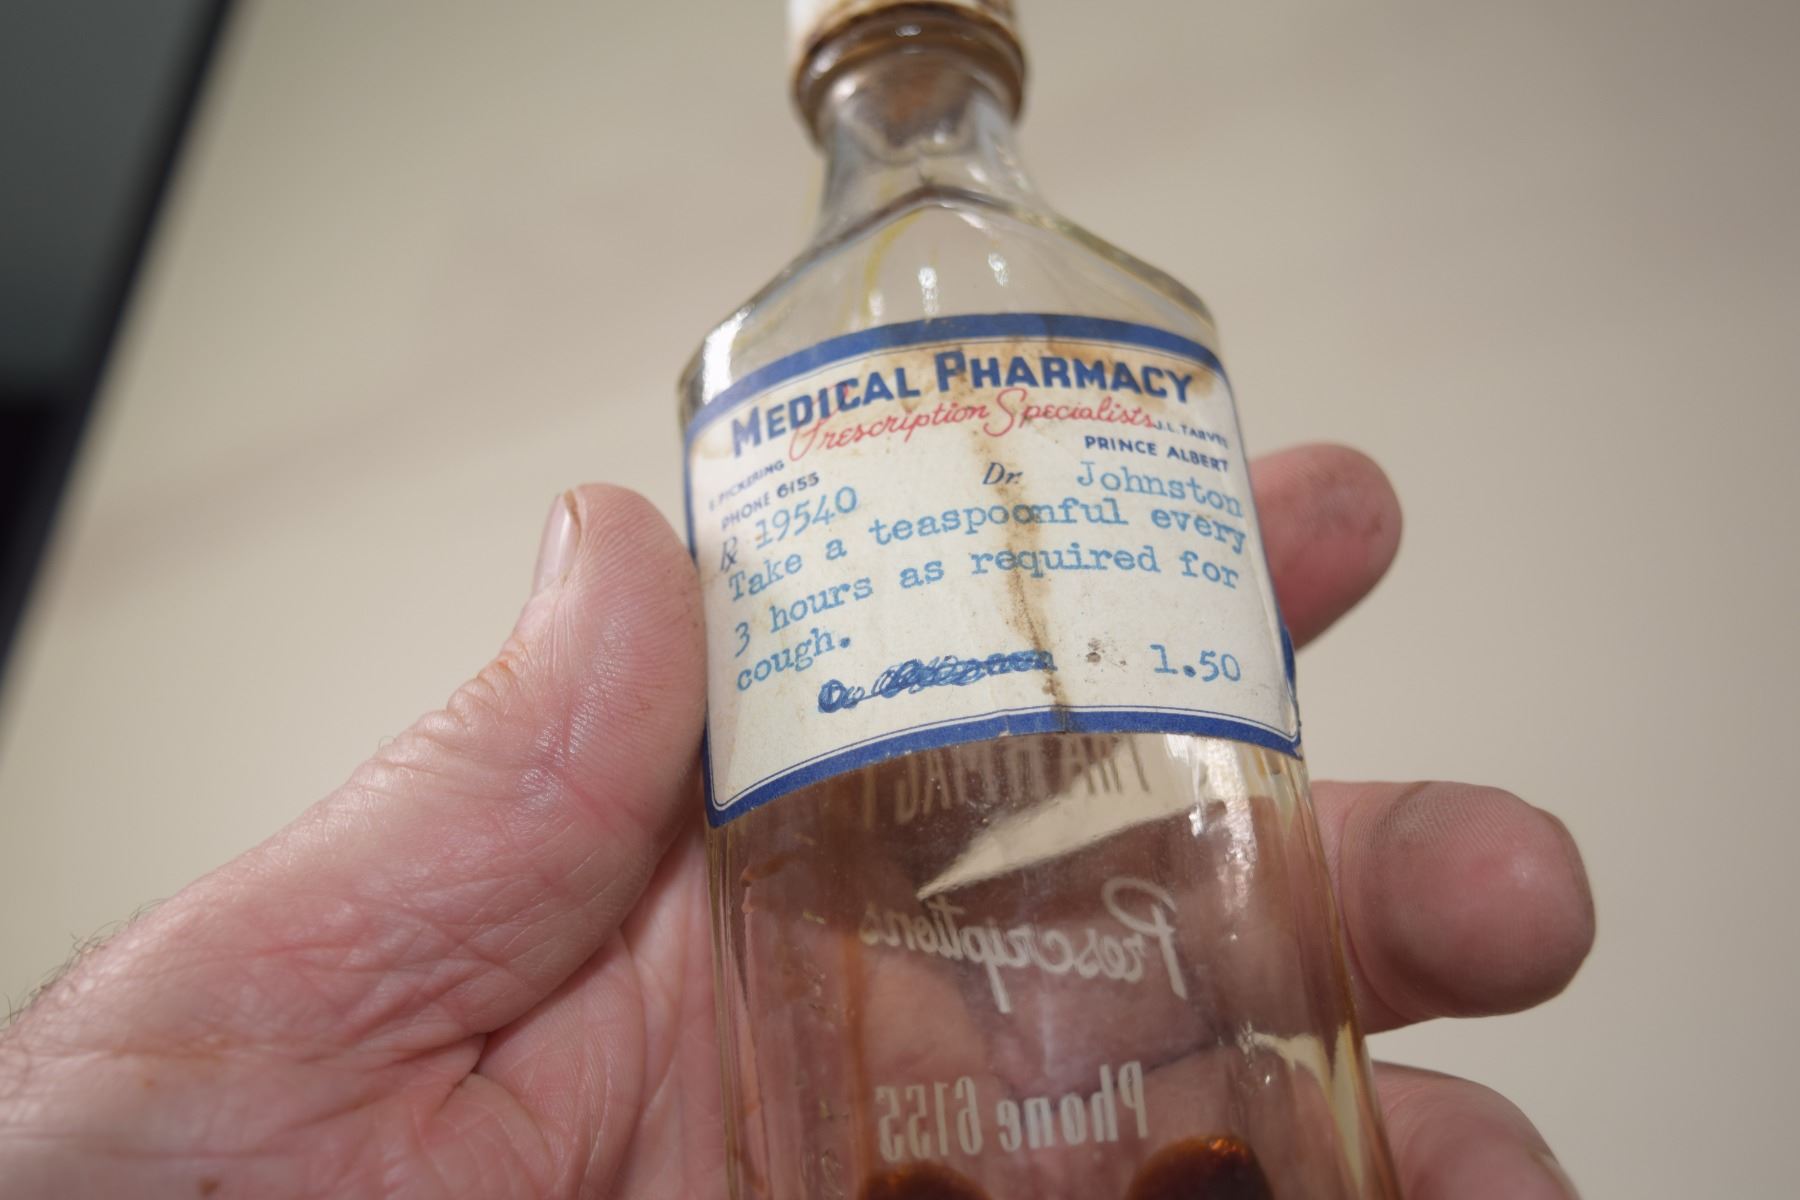 MEDICAL PHARMACY
Prescription Specialists
PICKERING J.L. TARVES
PHONE 6155 PRINCE ALBERT
℞ 19540 Dr. Johnston
Take a teaspoonful every
3 hours as required for
cough.
1.50
PHARMACY
Prescriptions
Phone 6155